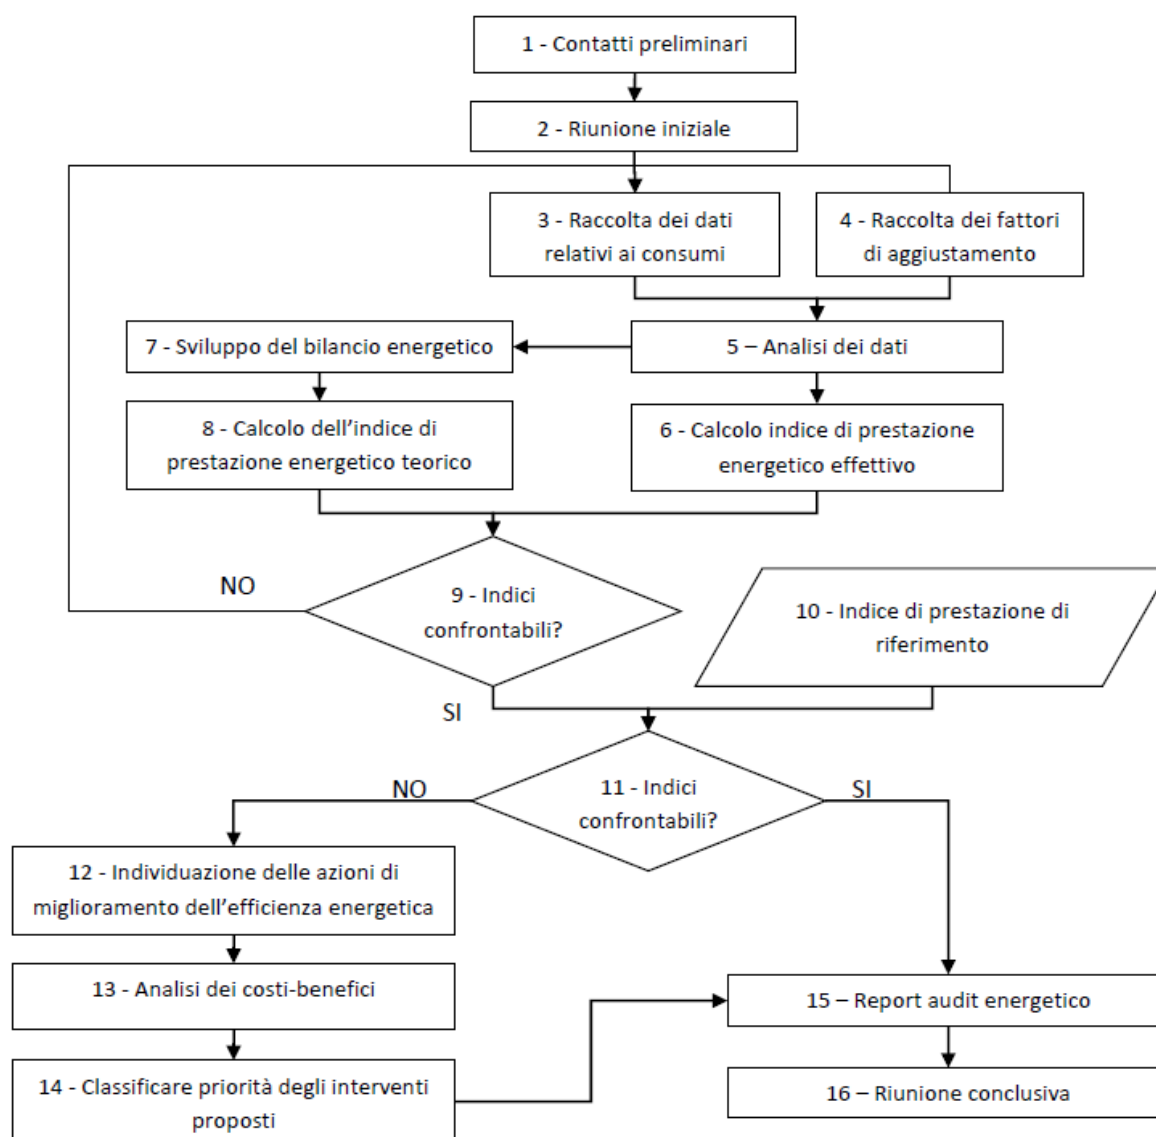 1 - Contatti preliminari
2 - Riunione iniziale
3 - Raccolta dei dati
relativi ai consumi
4 - Raccolta dei fattori
di aggiustamento
7 - Sviluppo del bilancio energetico
5 – Analisi dei dati
8 - Calcolo dell’indice di
prestazione energetico teorico
6 - Calcolo indice di prestazione
energetico effettivo
NO
9 - Indici
confrontabili?
10 - Indice di prestazione di
riferimento
SI
NO
11 - Indici
confrontabili?
SI
12 - Individuazione delle azioni di
miglioramento dell’efficienza energetica
13 - Analisi dei costi-benefici
15 – Report audit energetico
14 - Classificare priorità degli interventi
proposti
16 – Riunione conclusiva